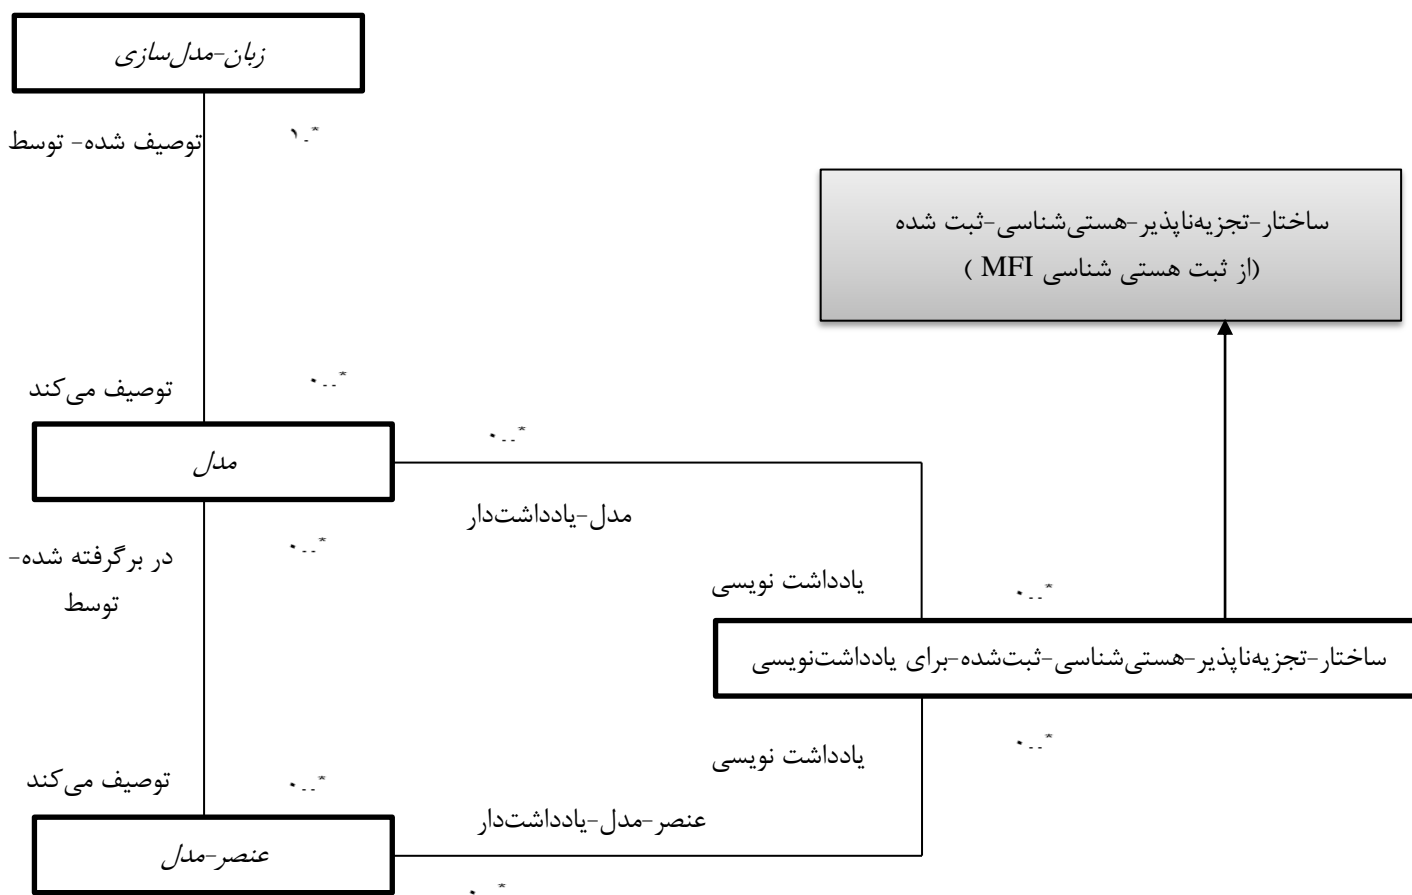 زبان-مدل‌سازی
توصیف شده- توسط
۱..*
ساختار-تجزیه‌ناپذیر-هستی‌شناسی-ثبت شده
(از ثبت هستی شناسی MFI )
توصیف می‌کند
۰..*
مدل
۰..*
مدل-یادداشت‌دار
در برگرفته شده-
توسط
۰..*
یادداشت نویسی
۰..*
ساختار-تجزیه‌ناپذیر-هستی‌شناسی-ثبت‌شده-برای یادداشت‌نویسی
یادداشت نویسی
۰..*
توصیف می‌کند
۰..*
عنصر-مدل-یادداشت‌دار
عنصر-مدل
۰..*